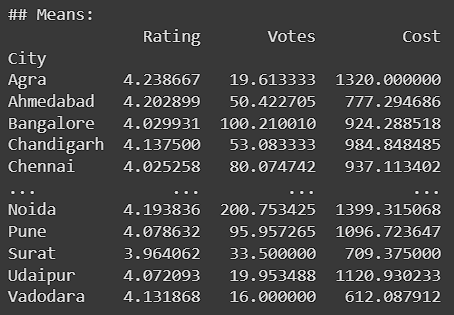 ## Means:
Rating Votes Cost
City
Agra 4.238667 19.613333 1320.000000
Ahmedabad 4.202899 50.422705 777.294686
Bangalore 4.029931 100.210010 924.288518
Chandigarh 4.137500 53.083333 984.848485
Chennai 4.025258 80.074742 937.113402
... ... ... ...
Noida 4.193836 200.753425 1399.315068
Pune 4.078632 95.957265 1096.723647
Surat 3.964062 33.500000 709.375000
Udaipur 4.072093 19.953488 1120.930233
Vadodara 4.131868 16.000000 612.087912